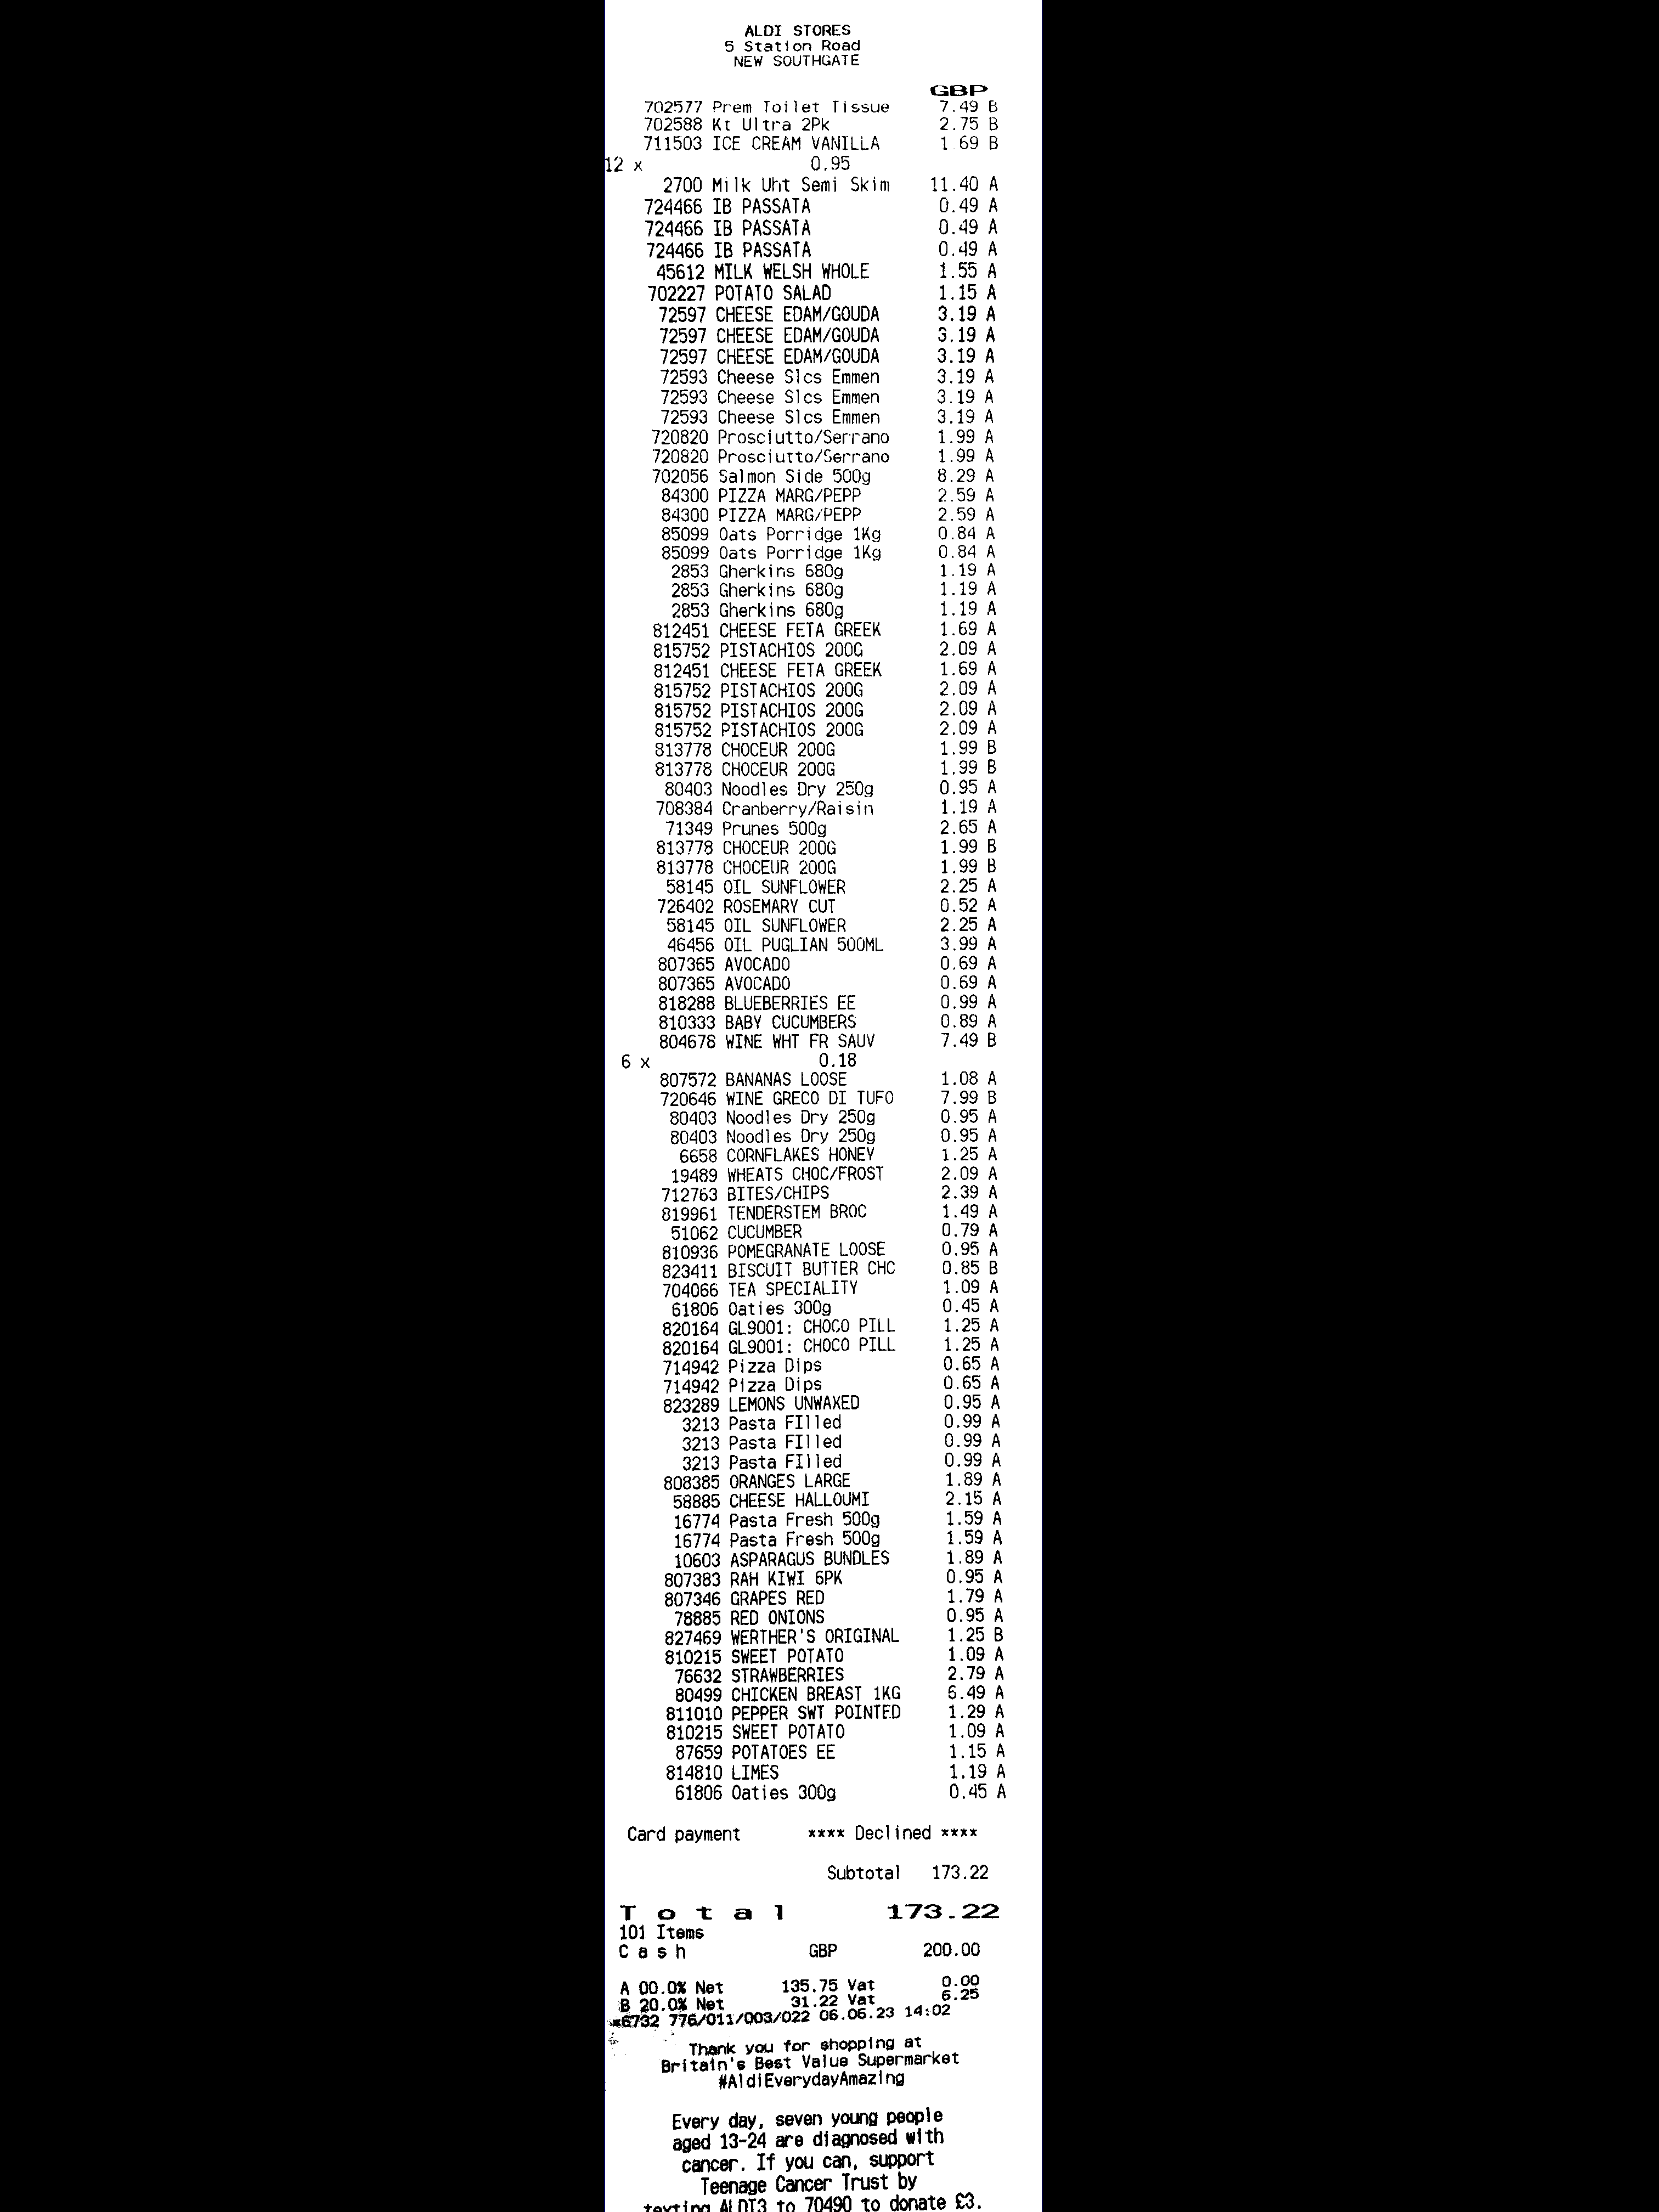 ALDI STORES
5 Station Road
NEW SOUTHGATE
GBP
702577 Prem Toilet Tissue 7.49 B
702588 Kt Ultra 2Pk 2.75 B
711503 ICE CREAM VANILLA 1.69 B
12 x 0.95
2700 Milk Uht Semi Skim 11.40 A
724466 IB PASSATA 0.49 A
724466 IB PASSATA 0.49 A
724466 IB PASSATA 0.49 A
45612 MILK WELSH WHOLE 1.55 A
702227 POTATO SALAD 1.15 A
72597 CHEESE EDAM/GOUDA 3.19 A
72597 CHEESE EDAM/GOUDA 3.19 A
72597 CHEESE EDAM/GOUDA 3.19 A
72593 Cheese Slcs Emmen 3.19 A
72593 Cheese Slcs Emmen 3.19 A
72593 Cheese Slcs Emmen 3.19 A
720820 Prosciutto/Serrano 1.99 A
720820 Prosciutto/Serrano 1.99 A
702056 Salmon Side 500g 8.29 A
84300 PIZZA MARG/PEPP 2.59 A
84300 PIZZA MARG/PEPP 2.59 A
85099 Oats Porridge 1Kg 0.84 A
85099 Oats Porridge 1Kg 0.84 A
2853 Gherkins 680g 1.19 A
2853 Gherkins 680g 1.19 A
2853 Gherkins 680g 1.19 A
812451 CHEESE FETA GREEK 1.69 A
815752 PISTACHIOS 200G 2.09 A
812451 CHEESE FETA GREEK 1.69 A
815752 PISTACHIOS 200G 2.09 A
815752 PISTACHIOS 200G 2.09 A
815752 PISTACHIOS 200G 2.09 A
813778 CHOCEUR 200G 1.99 B
813778 CHOCEUR 200G 1.99 B
80403 Noodles Dry 250g 0.95 A
708384 Cranberry/Raisin 1.19 A
71349 Prunes 500g 2.65 A
813778 CHOCEUR 200G 1.99 B
813778 CHOCEUR 200G 1.99 B
58145 OIL SUNFLOWER 2.25 A
726402 ROSEMARY CUT 0.52 A
58145 OIL SUNFLOWER 2.25 A
46456 OIL PUGLIAN 500ML 3.99 A
807365 AVOCADO 0.69 A
807365 AVOCADO 0.69 A
818288 BLUEBERRIES EE 0.99 A
810333 BABY CUCUMBERS 0.89 A
804678 WINE WHT FR SAUV 7.49 B
6 x 0.18
807572 BANANAS LOOSE 1.08 A
720646 WINE GRECO DI TUFO 7.99 B
80403 Noodles Dry 250g 0.95 A
80403 Noodles Dry 250g 0.95 A
6658 CORNFLAKES HONEY 1.25 A
19489 WHEATS CHOC/FROST 2.09 A
712763 BITES/CHIPS 2.39 A
819961 TENDERSTEM BROC 1.49 A
51062 CUCUMBER 0.79 A
810936 POMEGRANATE LOOSE 0.95 A
823411 BISCUIT BUTTER CHC 0.85 B
704066 TEA SPECIALITY 1.09 A
61806 Oaties 300g 0.45 A
820164 GL9001: CHOCO PILL 1.25 A
820164 GL9001: CHOCO PILL 1.25 A
714942 Pizza Dips 0.65 A
714942 Pizza Dips 0.65 A
823289 LEMONS UNWAXED 0.95 A
3213 Pasta FIlled 0.99 A
3213 Pasta FIlled 0.99 A
3213 Pasta FIlled 0.99 A
808385 ORANGES LARGE 1.89 A
58885 CHEESE HALLOUMI 2.15 A
16774 Pasta Fresh 500g 1.59 A
16774 Pasta Fresh 500g 1.59 A
10603 ASPARAGUS BUNDLES 1.89 A
807383 RAH KIWI 6PK 0.95 A
807346 GRAPES RED 1.79 A
78885 RED ONIONS 0.95 A
827469 WERTHER'S ORIGINAL 1.25 B
810215 SWEET POTATO 1.09 A
76632 STRAWBERRIES 2.79 A
80499 CHICKEN BREAST 1KG 6.49 A
811010 PEPPER SWT POINTED 1.29 A
810215 SWEET POTATO 1.09 A
87659 POTATOES EE 1.15 A
814810 LIMES 1.19 A
61806 Oaties 300g 0.45 A
Card payment **** Declined ****
Subtotal 173.22
Total 173.22
101 Items
Cash GBP 200.00
A 00.0% Net 135.75 Vat 0.00
B 20.0% Net 31.22 Vat 6.25
*6732 776/011/003/022 06.06.23 14:02
Thank you for shopping at
Britain's Best Value Supermarket
#AldiEverydayAmazing
Every day, seven young people
aged 13-24 are diagnosed with
cancer. If you can, support
Teenage Cancer Trust by
texting ALDI3 to 70490 to donate £3.